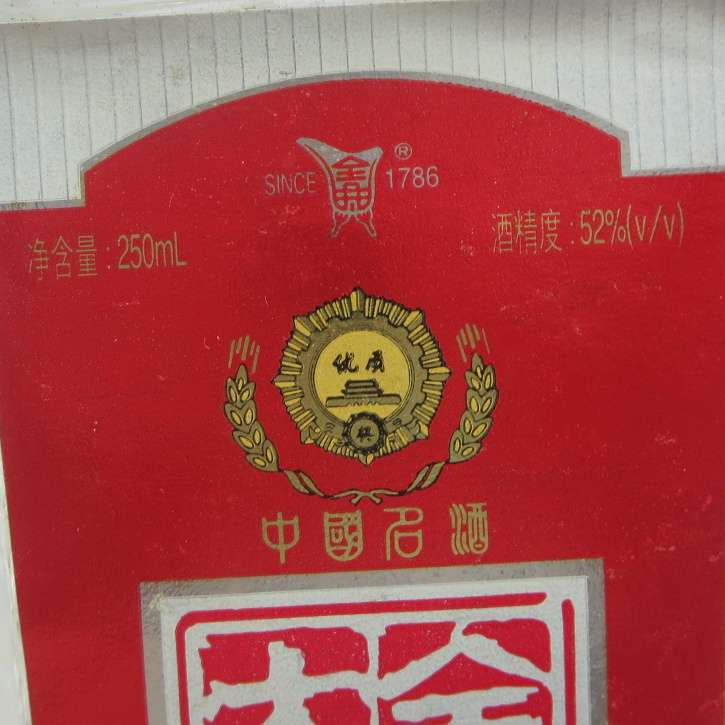 SINCE 1786
®
净含量:250mL
酒精度:52%(v/v)
优质
中國名酒